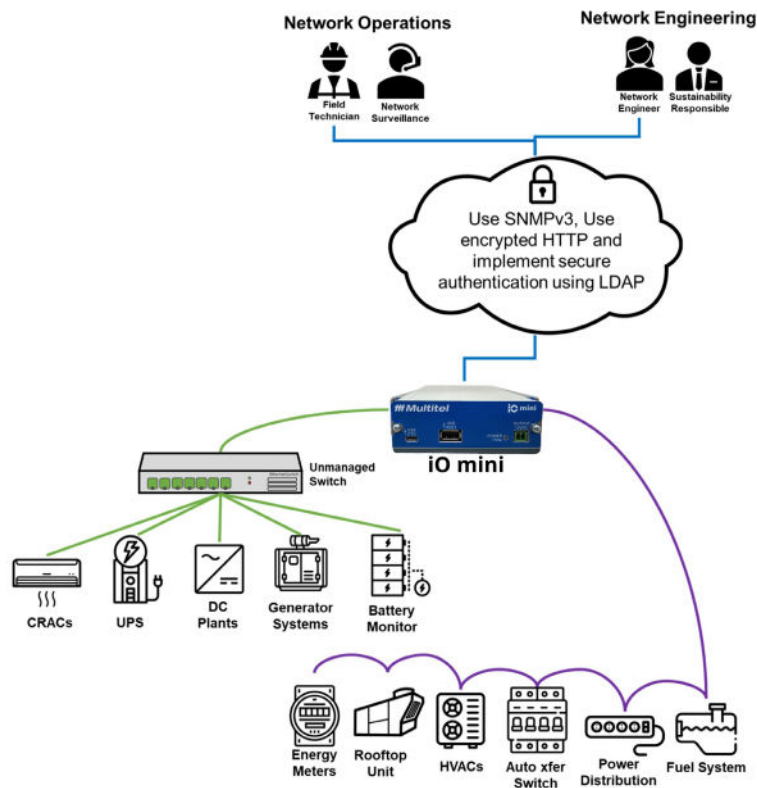 Network Operations
Network Engineering
Field
Technician
Network
Surveillance
Network
Engineer
Sustainability
Responsible
Use SNMPv3, Use
encrypted HTTP and
implement secure
authentication using LDAP
Multitel
iO mini
iO mini
Unmanaged
Switch
CRACs
UPS
DC
Plants
Generator
Systems
Battery
Monitor
Energy
Meters
Rooftop
Unit
HVACs
Auto xfer
Switch
Power
Distribution
Fuel System